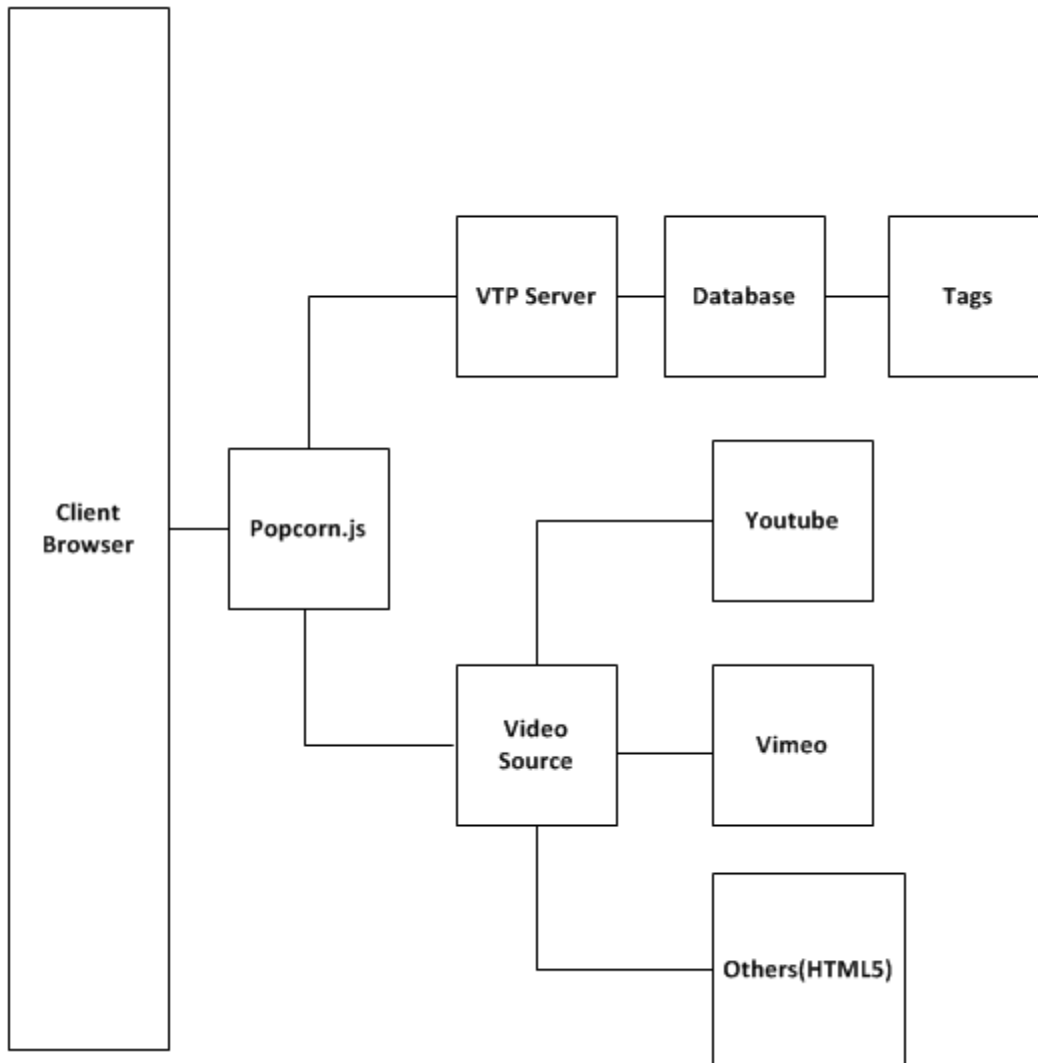 VTP Server
Database
Tags
Client
Browser
Popcorn.js
Youtube
Video
Source
Vimeo
Others(HTML5)